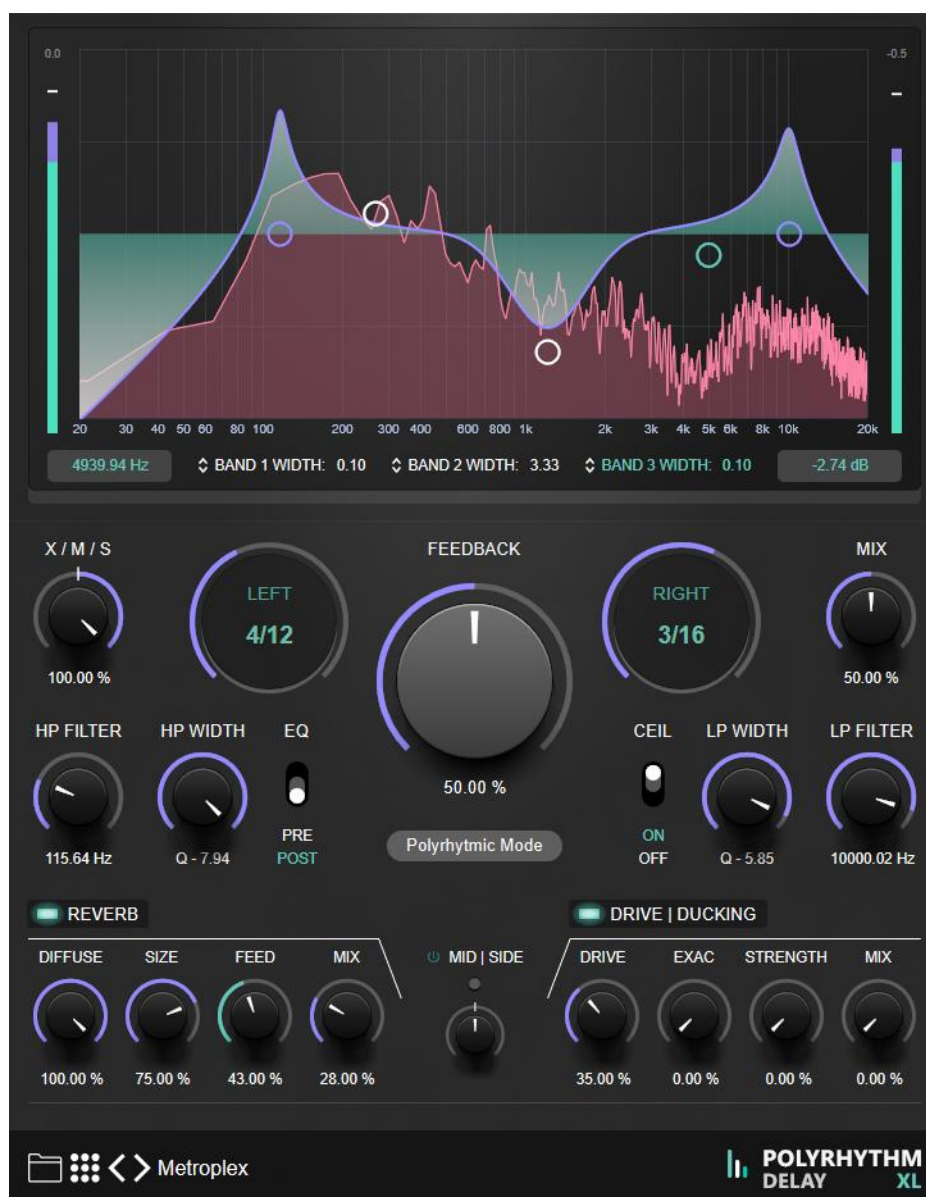 0.0
-0.5
20 30 40 50 60 80 100 200 300 400 600 800 1k 2k 3k 4k 5k 6k 8k 10k 20k
4939.94 Hz BAND 1 WIDTH: 0.10 BAND 2 WIDTH: 3.33 BAND 3 WIDTH: 0.10 -2.74 dB
X / M / S FEEDBACK MIX
LEFT RIGHT
4/12 3/16
100.00 % 50.00 %
HP FILTER HP WIDTH EQ CEIL LP WIDTH LP FILTER
50.00 %
PRE ON
Polyrhytmic Mode
115.64 Hz Q - 7.94 POST OFF Q - 5.85 10000.02 Hz
REVERB DRIVE | DUCKING
DIFFUSE SIZE FEED MIX MID | SIDE DRIVE EXAC STRENGTH MIX
100.00 % 75.00 % 43.00 % 28.00 % 35.00 % 0.00 % 0.00 % 0.00 %
Metroplex
POLYRHYTHM
DELAY XL